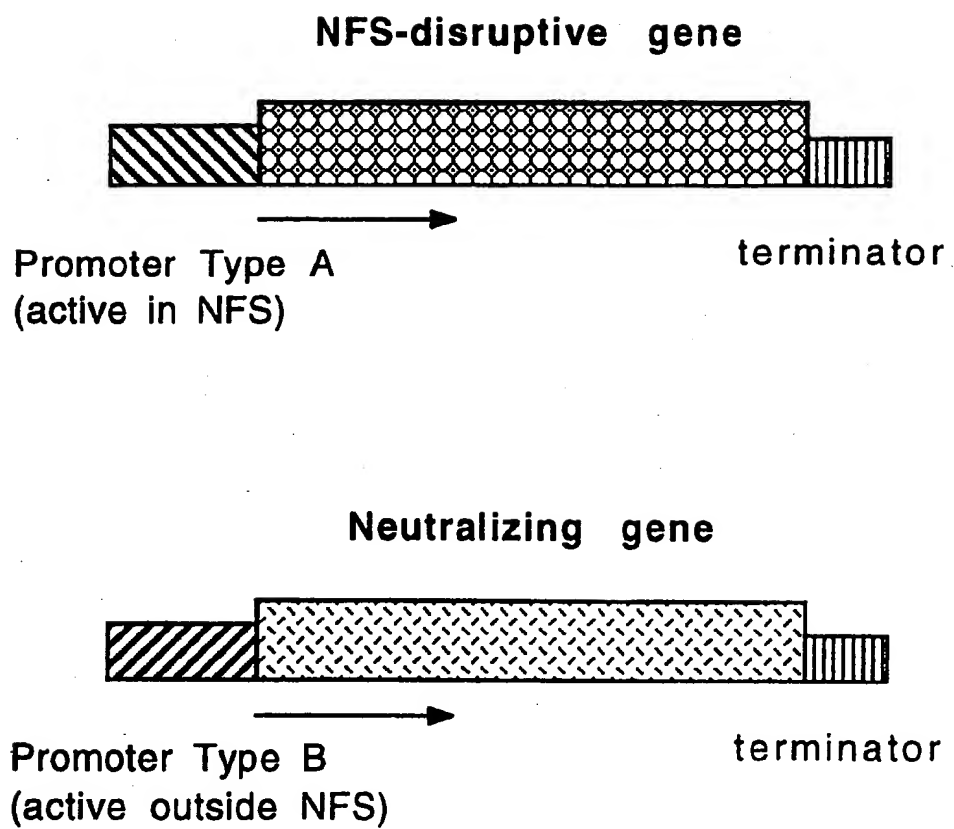 NFS-disruptive gene
Promoter Type A
(active in NFS)
terminator
Neutralizing gene
Promoter Type B
(active outside NFS)
terminator